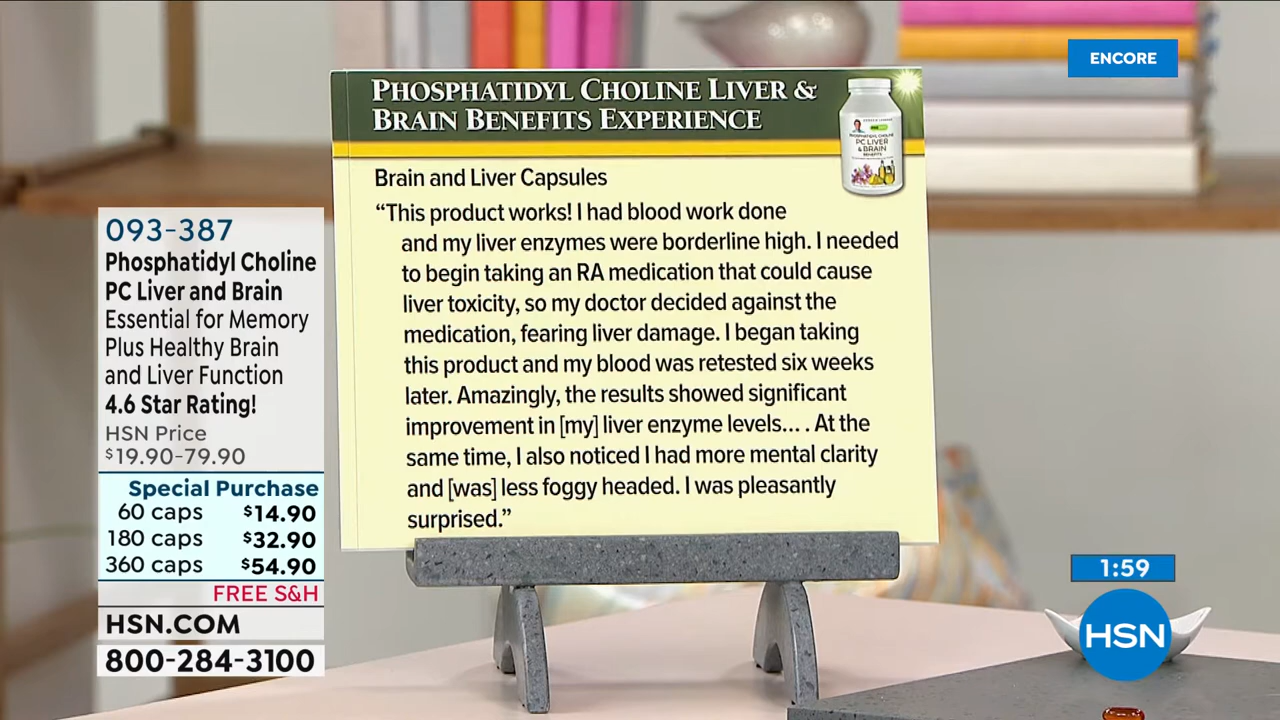 ENCORE
PHOSPHATIDYL CHOLINE LIVER &
BRAIN BENEFITS EXPERIENCE
PC LIVER
& BRAIN
Brain and Liver Capsules
“This product works! I had blood work done
and my liver enzymes were borderline high. I needed
to begin taking an RA medication that could cause
liver toxicity, so my doctor decided against the
medication, fearing liver damage. I began taking
this product and my blood was retested six weeks
later. Amazingly, the results showed significant
improvement in [my] liver enzyme levels... . At the
same time, I also noticed I had more mental clarity
and [was] less foggy headed. I was pleasantly
surprised.”
093-387
Phosphatidyl Choline
PC Liver and Brain
Essential for Memory
Plus Healthy Brain
and Liver Function
4.6 Star Rating!
HSN Price
$19.90-79.90
Special Purchase
60 caps $14.90
180 caps $32.90
360 caps $54.90
FREE S&H
HSN.COM
800-284-3100
1:59
HSN